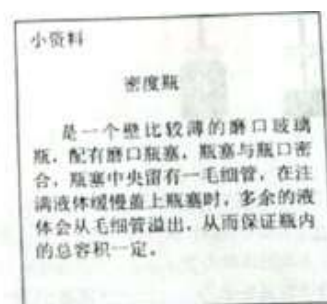 小资料
密度瓶
是一个壁比较薄的磨口玻璃
瓶，配有磨口瓶塞，瓶塞与瓶口密
合，瓶塞中央留有一毛细管，在注
满液体缓慢盖上瓶塞时，多余的液
体会从毛细管溢出，从而保证瓶内
的总容积一定。